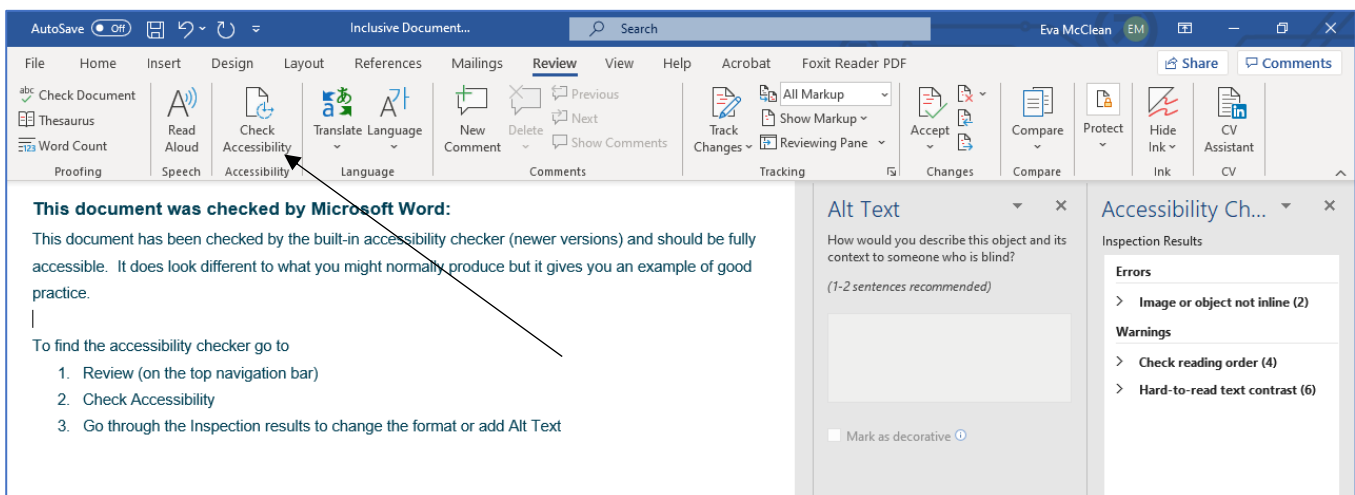 AutoSave Off Inclusive Docum... Search Eva McClean EM
File Home Insert Design Layout References Mailings Review View Help Acrobat Foxit Reader PDF Share Comments
abc Check Document
Thesaurus
123 Word Count
Proofing
Read
Aloud
Speech
Check
Accessibility
Accessibility
Translate Language
Language
New
Comment
Delete
Previous
Next
Show Comments
Comments
Track
Changes
All Markup
Show Markup
Reviewing Pane
Tracking
Accept
Changes
Compare
Compare
Protect
Hide
Ink
Ink
CV
Assistant
CV
This document was checked by Microsoft Word:
This document has been checked by the built-in accessibility checker (newer versions) and should be fully
accessible. It does look different to what you might normally produce but it gives you an example of good
practice.
To find the accessibility checker go to
1. Review (on the top navigation bar)
2. Check Accessibility
3. Go through the Inspection results to change the format or add Alt Text
Alt Text
How would you describe this object and its
context to someone who is blind?
(1-2 sentences recommended)
Mark as decorative
Accessibility Ch...
Inspection Results
Errors
Image or object not inline (2)
Warnings
Check reading order (4)
Hard-to-read text contrast (6)